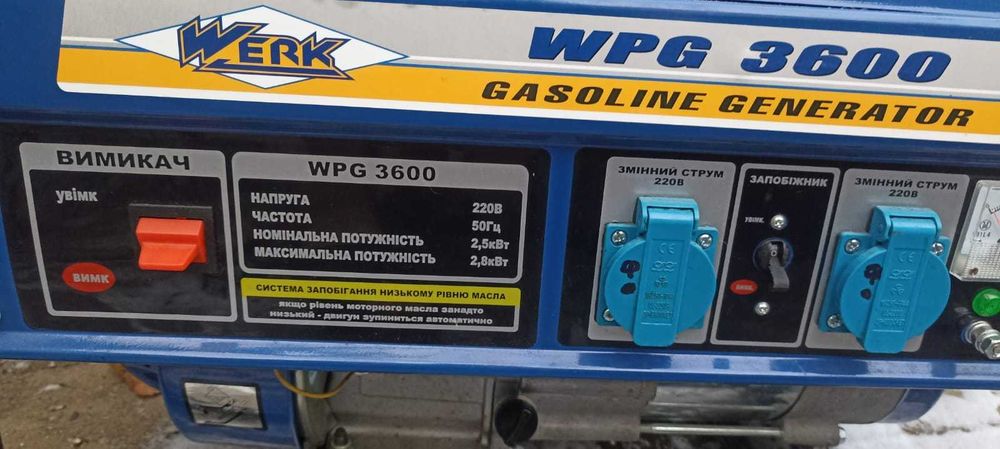 WERK
WPG 3600
GASOLINE GENERATOR
ВИМИКАЧ
увімк
ВИМК
WPG 3600
НАПРУГА 220В
ЧАСТОТА 50Гц
НОМІНАЛЬНА ПОТУЖНІСТЬ 2,5кВт
МАКСИМАЛЬНА ПОТУЖНІСТЬ 2,8кВт
СИСТЕМА ЗАПОБІГАННЯ НИЗЬКОМУ РІВНЮ МАСЛА
якщо рівень моторного масла занадто
низький - двигун зупиниться автоматично
ЗМІННИЙ СТРУМ
220В
ЗАПОБІЖНИК
УВІМК.
ВИМК.
ЗМІННИЙ СТРУМ
220В